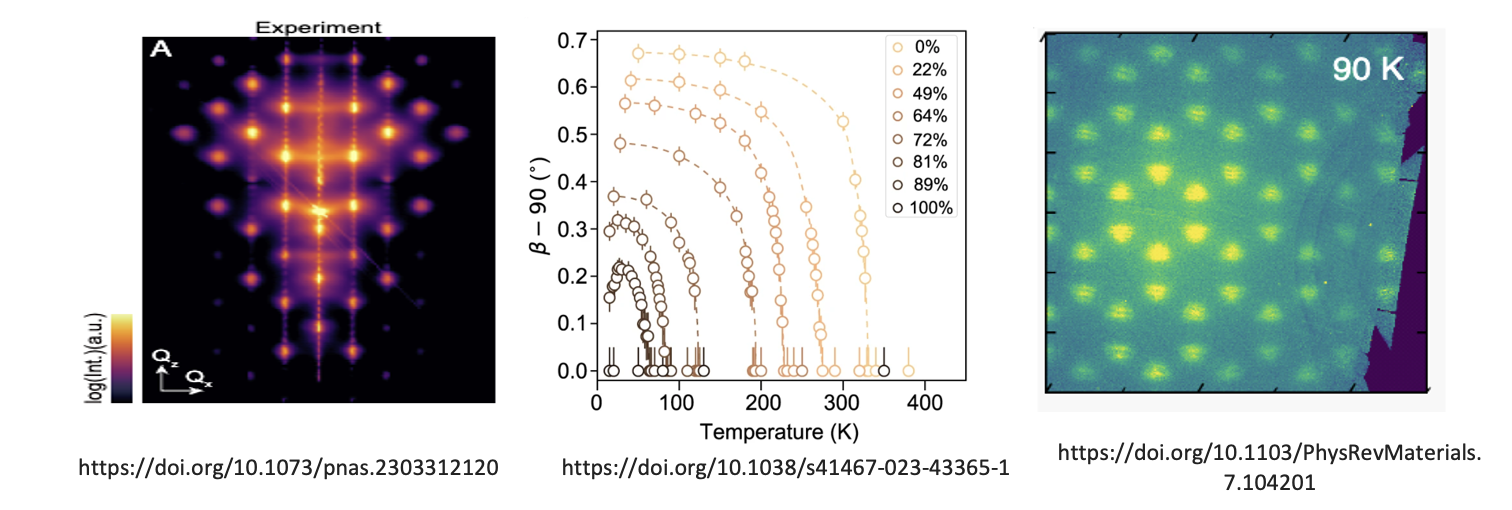 Experiment
A
log(Int.)(a.u.)
Qz
Qx
β − 90 (°)
0.7
0.6
0.5
0.4
0.3
0.2
0.1
0.0
0
100
200
300
400
Temperature (K)
0%
22%
49%
64%
72%
81%
89%
100%
90 K
https://doi.org/10.1073/pnas.2303312120
https://doi.org/10.1038/s41467-023-43365-1
https://doi.org/10.1103/PhysRevMaterials.
7.104201